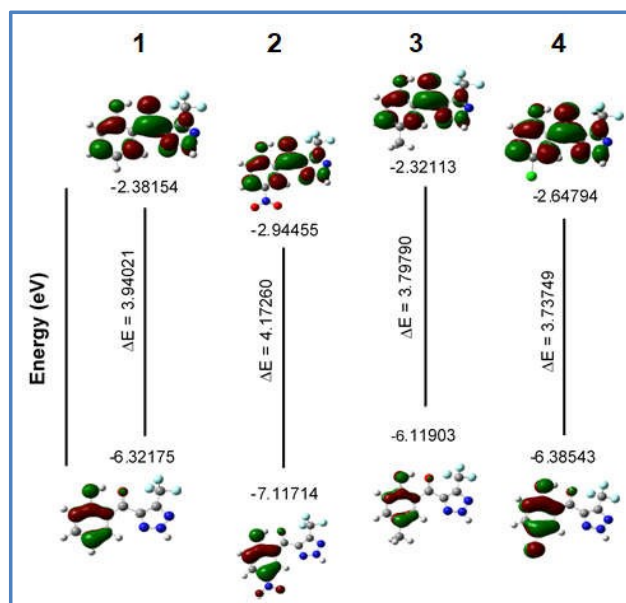 1 2 3 4
-2.38154
-2.94455
-2.32113
-2.64794
Energy (eV)
ΔE = 3.94021
ΔE = 4.17260
ΔE = 3.79790
ΔE = 3.73749
-6.32175
-7.11714
-6.11903
-6.38543